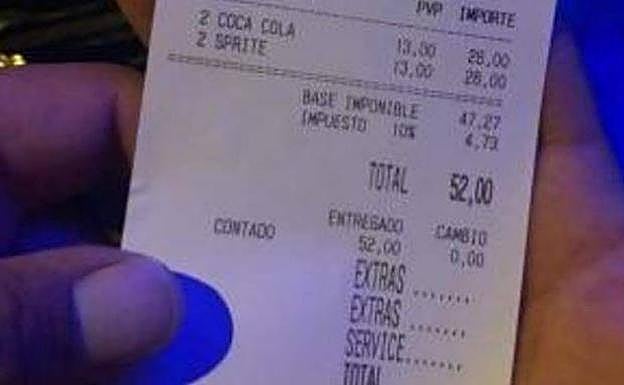 PVP IMPORTE
2 COCA COLA 13,00 26,00
2 SPRITE 13,00 26,00
BASE IMPONIBLE 47,27
IMPUESTO 10% 4,73
TOTAL 52,00
CONTADO ENTREGADO CAMBIO
52,00 0,00
EXTRAS .......
EXTRAS .......
SERVICE.......
TOTAL